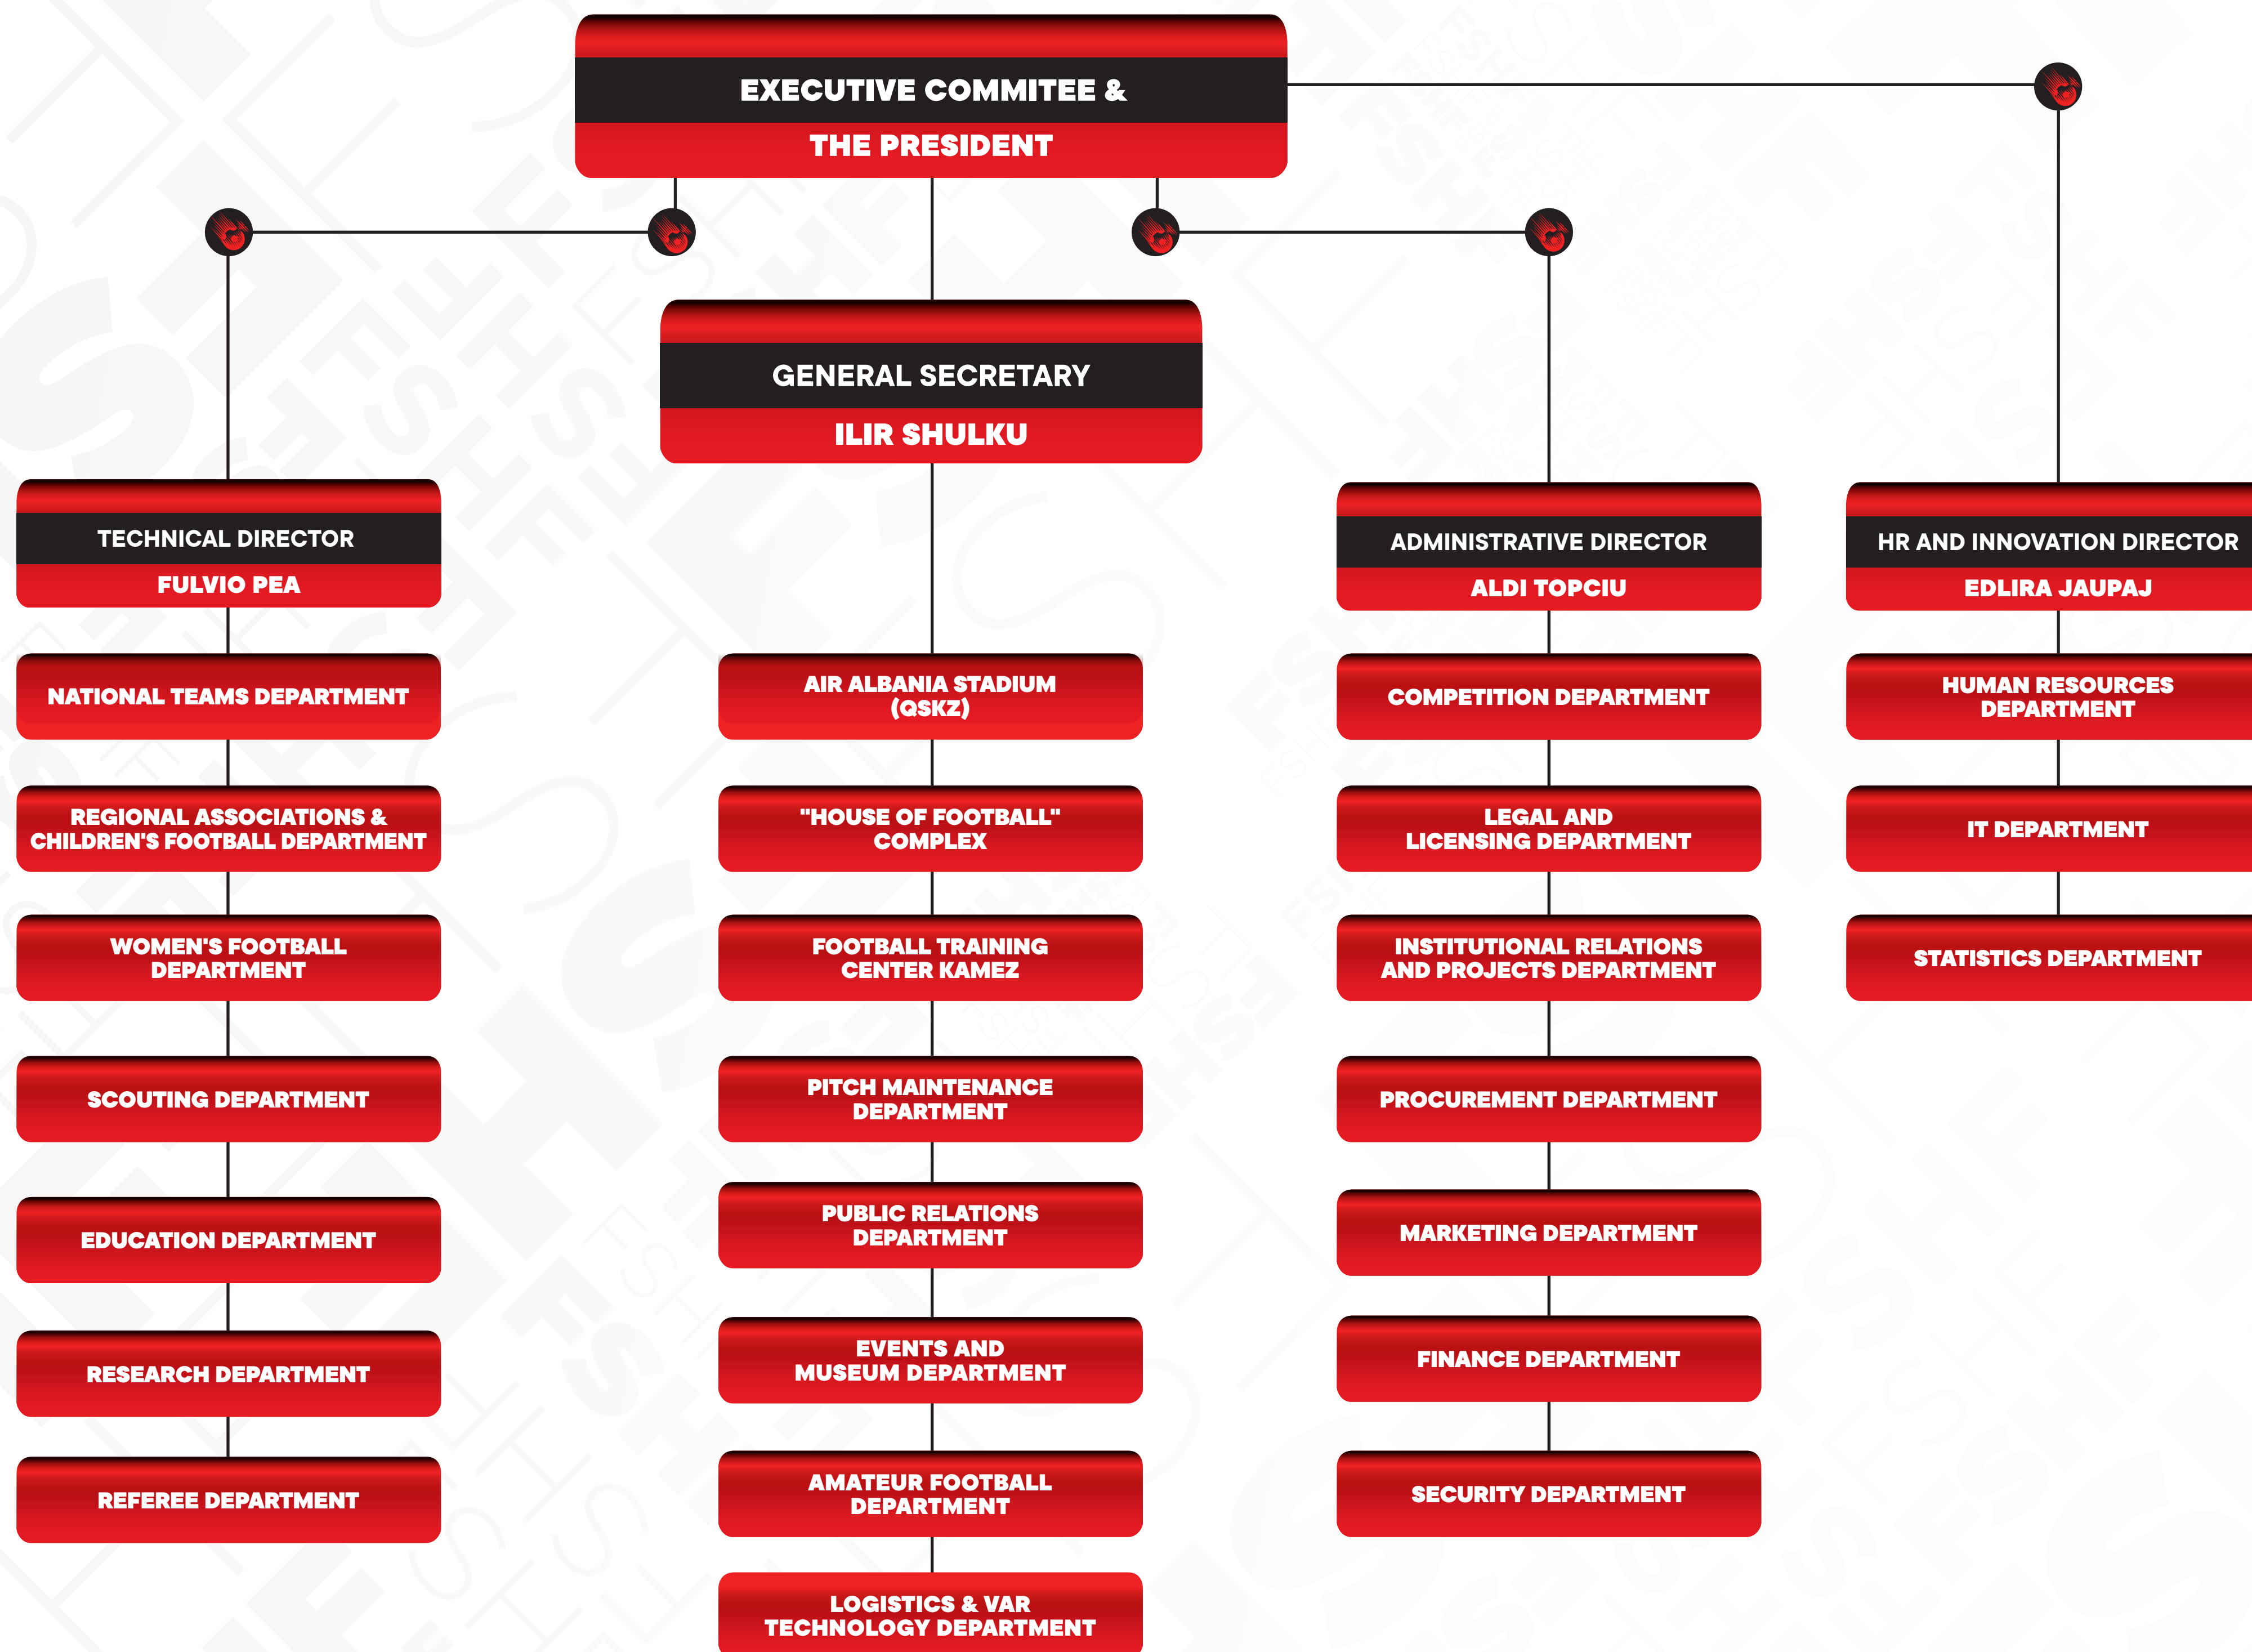 EXECUTIVE COMMITEE &
THE PRESIDENT
GENERAL SECRETARY
ILIR SHULKU
TECHNICAL DIRECTOR
FULVIO PEA
NATIONAL TEAMS DEPARTMENT
REGIONAL ASSOCIATIONS &
CHILDREN'S FOOTBALL DEPARTMENT
WOMEN'S FOOTBALL
DEPARTMENT
SCOUTING DEPARTMENT
EDUCATION DEPARTMENT
RESEARCH DEPARTMENT
REFEREE DEPARTMENT
AIR ALBANIA STADIUM
(QSKZ)
"HOUSE OF FOOTBALL"
COMPLEX
FOOTBALL TRAINING
CENTER KAMEZ
PITCH MAINTENANCE
DEPARTMENT
PUBLIC RELATIONS
DEPARTMENT
EVENTS AND
MUSEUM DEPARTMENT
AMATEUR FOOTBALL
DEPARTMENT
LOGISTICS & VAR
TECHNOLOGY DEPARTMENT
ADMINISTRATIVE DIRECTOR
ALDI TOPCIU
COMPETITION DEPARTMENT
LEGAL AND
LICENSING DEPARTMENT
INSTITUTIONAL RELATIONS
AND PROJECTS DEPARTMENT
PROCUREMENT DEPARTMENT
MARKETING DEPARTMENT
FINANCE DEPARTMENT
SECURITY DEPARTMENT
HR AND INNOVATION DIRECTOR
EDLIRA JAUPAJ
HUMAN RESOURCES
DEPARTMENT
IT DEPARTMENT
STATISTICS DEPARTMENT